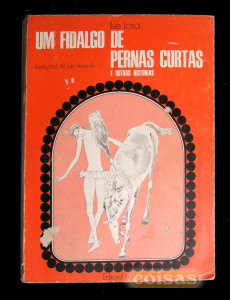 Ilse Losa
UM FIDALGO DE
PERNAS CURTAS
E OUTRAS HISTÓRIAS
coisas